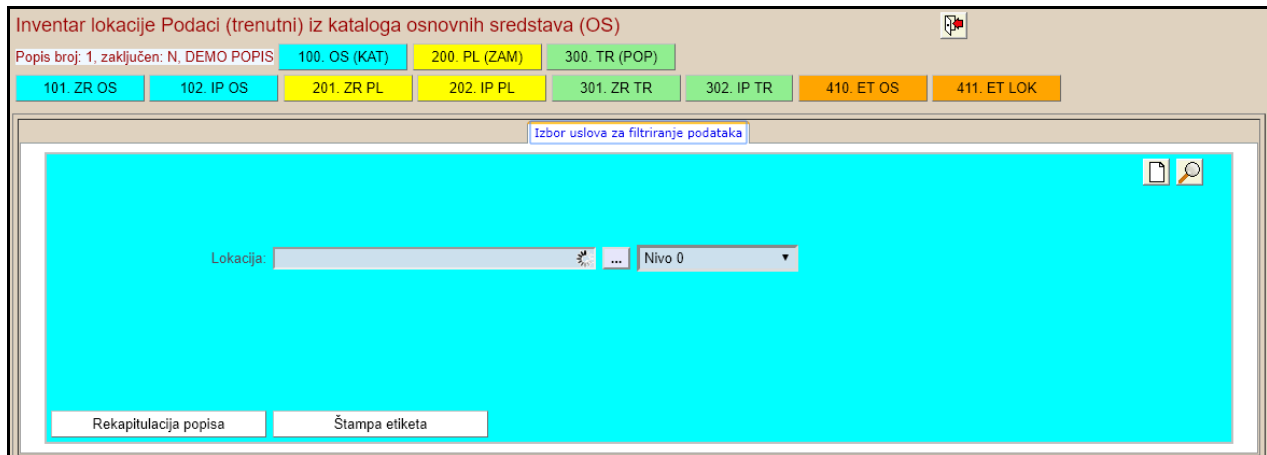 Inventar lokacije Podaci (trenutni) iz kataloga osnovnih sredstava (OS)
Popis broj: 1, zaključen: N, DEMO POPIS 100. OS (KAT) 200. PL (ZAM) 300. TR (POP)
101. ZR OS 102. IP OS 201. ZR PL 202. IP PL 301. ZR TR 302. IP TR 410. ET OS 411. ET LOK
Izbor uslova za filtriranje podataka
Lokacija: ... Nivo 0
Rekapitulacija popisa Štampa etiketa